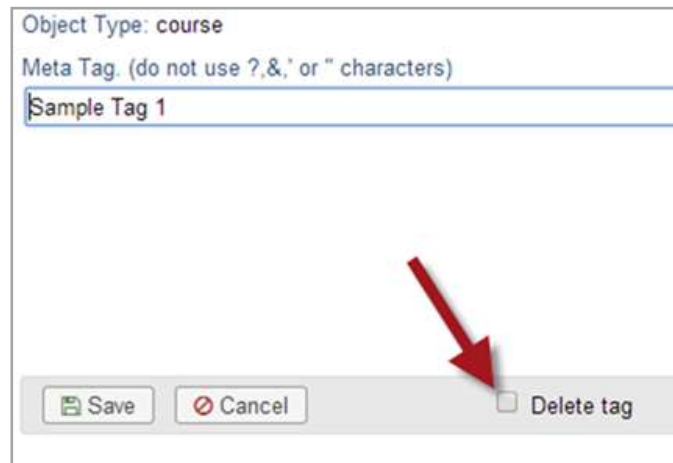 Object Type: course
Meta Tag. (do not use ?,&,' or " characters)
Sample Tag 1
Save Cancel Delete tag